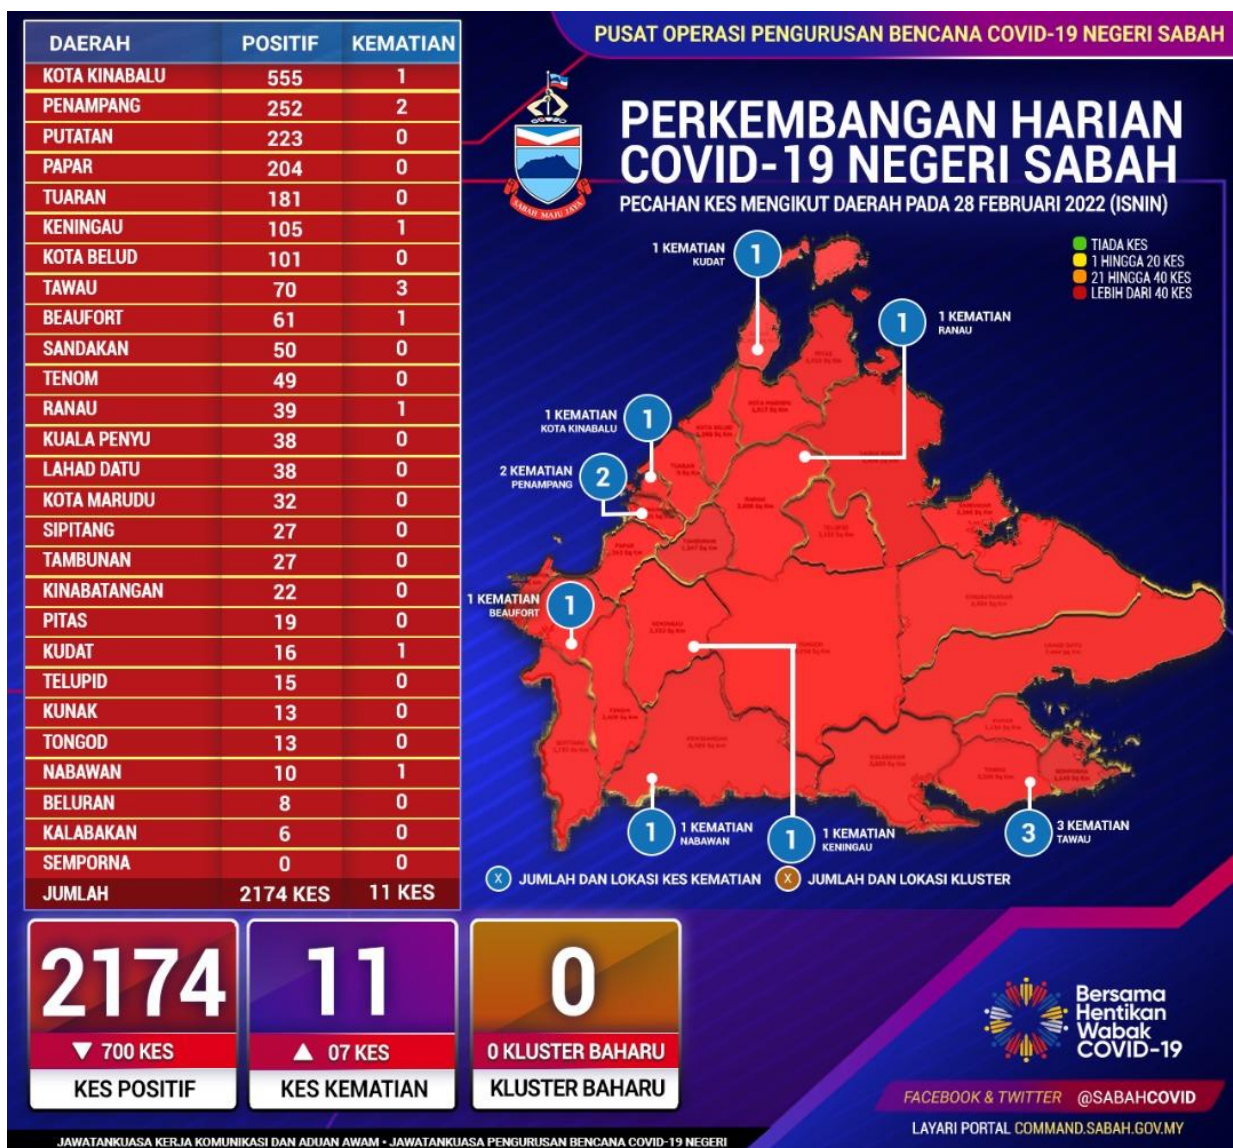 PUSAT OPERASI PENGURUSAN BENCANA COVID-19 NEGERI SABAH
SABAH MAJU JAYA
PERKEMBANGAN HARIAN
COVID-19 NEGERI SABAH
PECAHAN KES MENGIKUT DAERAH PADA 28 FEBRUARI 2022 (ISNIN)
DAERAH POSITIF KEMATIAN
KOTA KINABALU 555 1
PENAMPANG 252 2
PUTATAN 223 0
PAPAR 204 0
TUARAN 181 0
KENINGAU 105 1
KOTA BELUD 101 0
TAWAU 70 3
BEAUFORT 61 1
SANDAKAN 50 0
TENOM 49 0
RANAU 39 1
KUALA PENYU 38 0
LAHAD DATU 38 0
KOTA MARUDU 32 0
SIPITANG 27 0
TAMBUNAN 27 0
KINABATANGAN 22 0
PITAS 19 0
KUDAT 16 1
TELUPID 15 0
KUNAK 13 0
TONGOD 13 0
NABAWAN 10 1
BELURAN 8 0
KALABAKAN 6 0
SEMPORNA 0 0
JUMLAH 2174 KES 11 KES
TIADA KES
1 HINGGA 20 KES
21 HINGGA 40 KES
LEBIH DARI 40 KES
1 KEMATIAN
KUDAT
1
1
1 KEMATIAN
RANAU
1 KEMATIAN
KOTA KINABALU
1
2 KEMATIAN
PENAMPANG
2
1 KEMATIAN
BEAUFORT
1
1
1 KEMATIAN
NABAWAN
1
1 KEMATIAN
KENINGAU
3
3 KEMATIAN
TAWAU
X JUMLAH DAN LOKASI KES KEMATIAN
X JUMLAH DAN LOKASI KLUSTER
2174
▼ 700 KES
KES POSITIF
11
▲ 07 KES
KES KEMATIAN
0
0 KLUSTER BAHARU
KLUSTER BAHARU
Bersama
Hentikan
Wabak
COVID-19
FACEBOOK & TWITTER @SABAHCOVID
LAYARI PORTAL COMMAND.SABAH.GOV.MY
JAWATANKUASA KERJA KOMUNIKASI DAN ADUAN AWAM • JAWATANKUASA PENGURUSAN BENCANA COVID-19 NEGERI